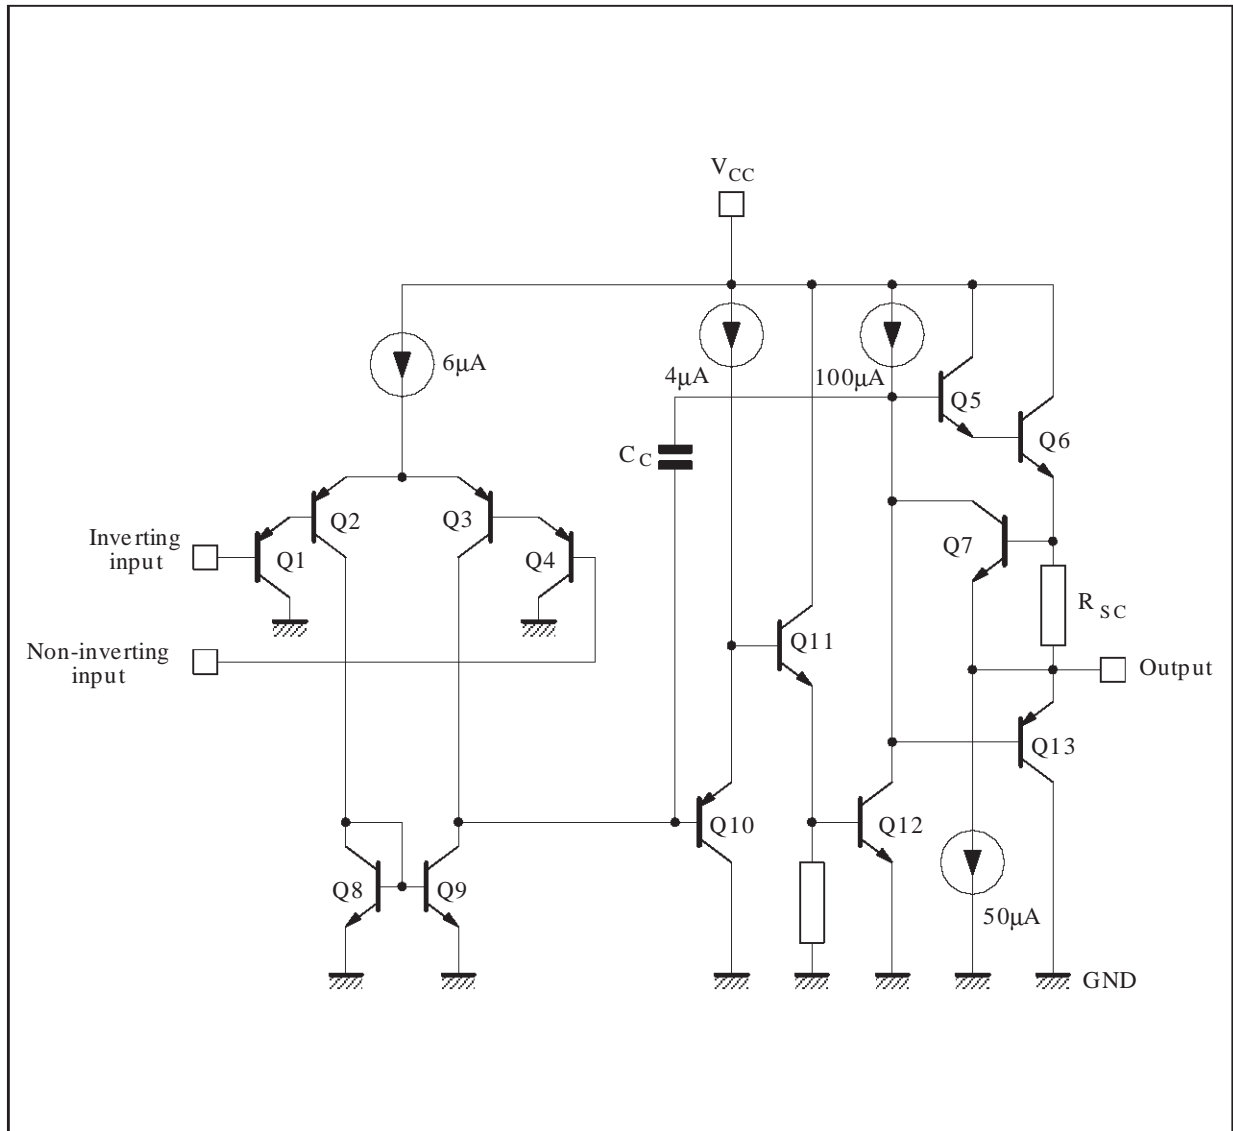 VCC
6μA
4μA
100μA
Q5
Q6
CC
Q2
Q3
Inverting
input
Q1
Q4
Q7
RSC
Non-inverting
input
Q11
Output
Q13
Q10
Q12
Q8
Q9
50μA
GND